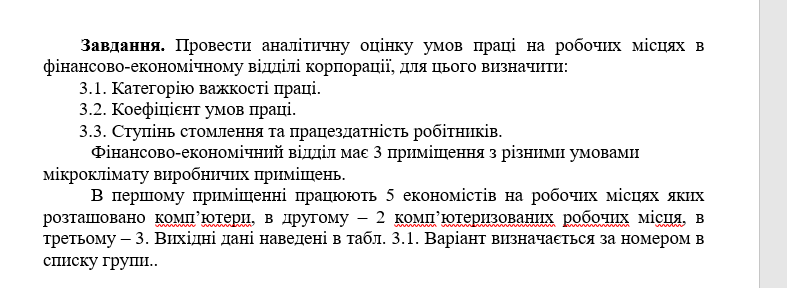 Завдання. Провести аналітичну оцінку умов праці на робочих місцях в
фінансово-економічному відділі корпорації, для цього визначити:
3.1. Категорію важкості праці.
3.2. Коефіцієнт умов праці.
3.3. Ступінь стомлення та працездатність робітників.
Фінансово-економічний відділ має 3 приміщення з різними умовами
мікроклімату виробничих приміщень.
В першому приміщенні працюють 5 економістів на робочих місцях яких
розташовано комп’ютери, в другому – 2 комп’ютеризованих робочих місця, в
третьому – 3. Вихідні дані наведені в табл. 3.1. Варіант визначається за номером в
списку групи..